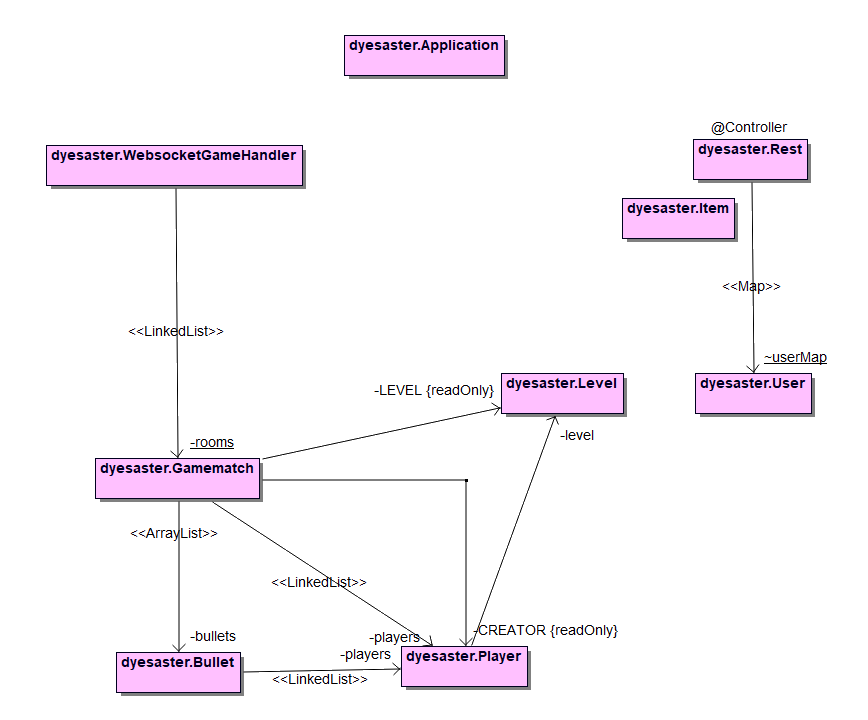 dyesaster.Application
@Controller
dyesaster.WebsocketGameHandler
dyesaster.Rest
dyesaster.Item
<<Map>>
<<LinkedList>>
~userMap
-LEVEL {readOnly}
dyesaster.Level
dyesaster.User
-rooms
-level
dyesaster.Gamematch
<<ArrayList>>
<<LinkedList>>
-bullets
-players
-CREATOR {readOnly}
-players
dyesaster.Bullet
dyesaster.Player
<<LinkedList>>